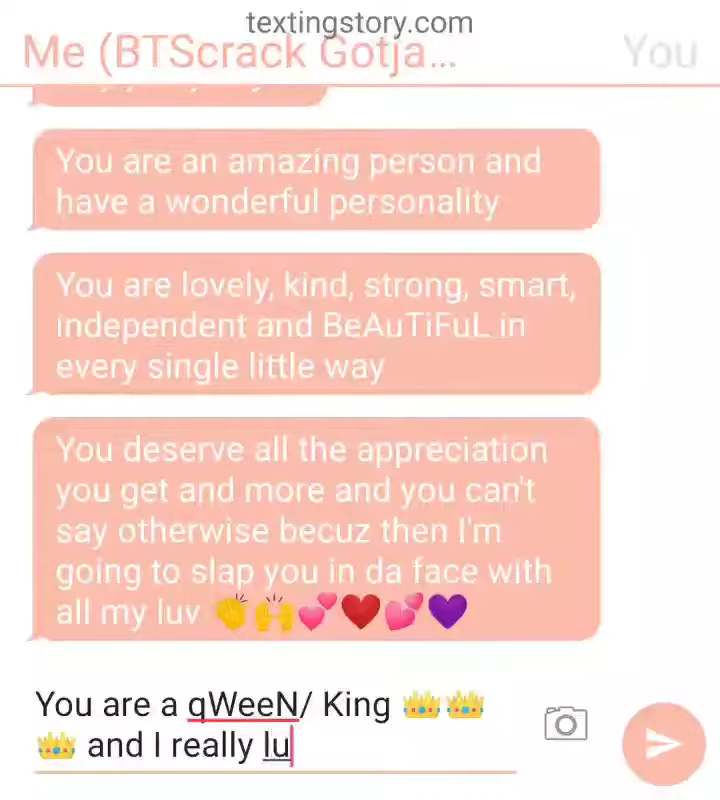 textingstory.com
Me (BTScrack Gotja... You
You are an amazing person and
have a wonderful personality
You are lovely, kind, strong, smart,
independent and BeAuTiFuL in
every single little way
You deserve all the appreciation
you get and more and you can't
say otherwise becuz then I'm
going to slap you in da face with
all my luv 👏🙌💕❤️💕💜
You are a qWeeN/ King 👑👑
👑 and I really lu